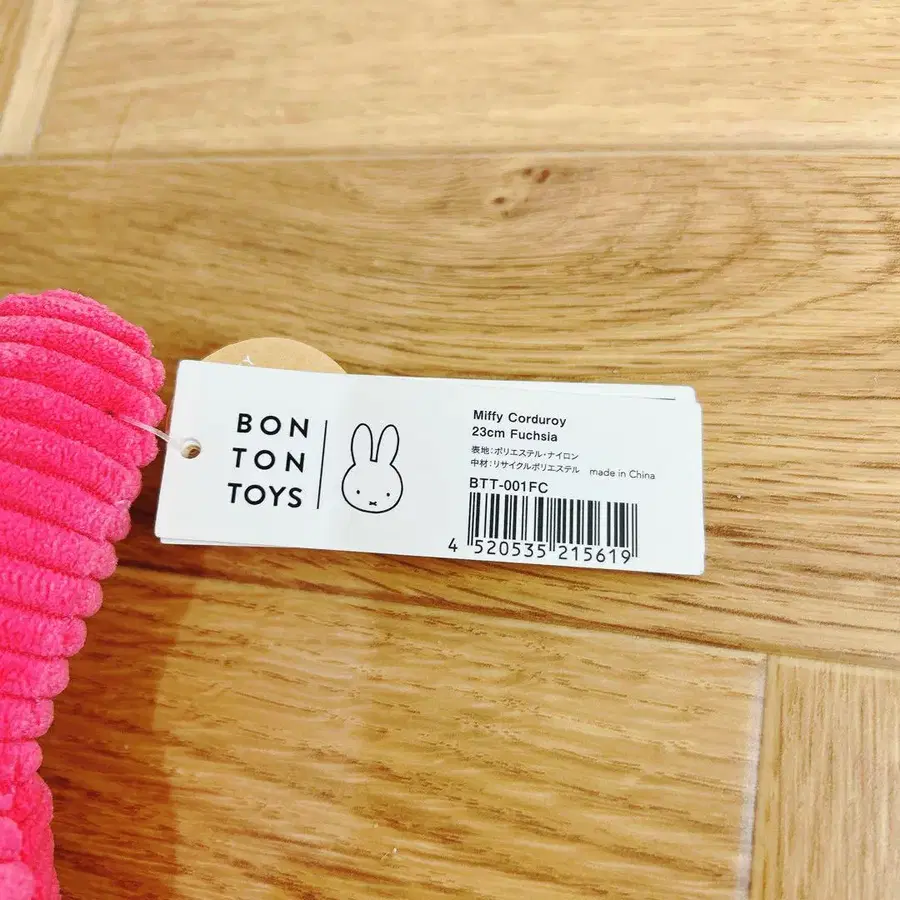 BON
TON
TOYS
Miffy Corduroy
23cm Fuchsia
表地:ポリエステル・ナイロン
中材:リサイクルポリエステル made in China
BTT-001FC
4 520535 215619